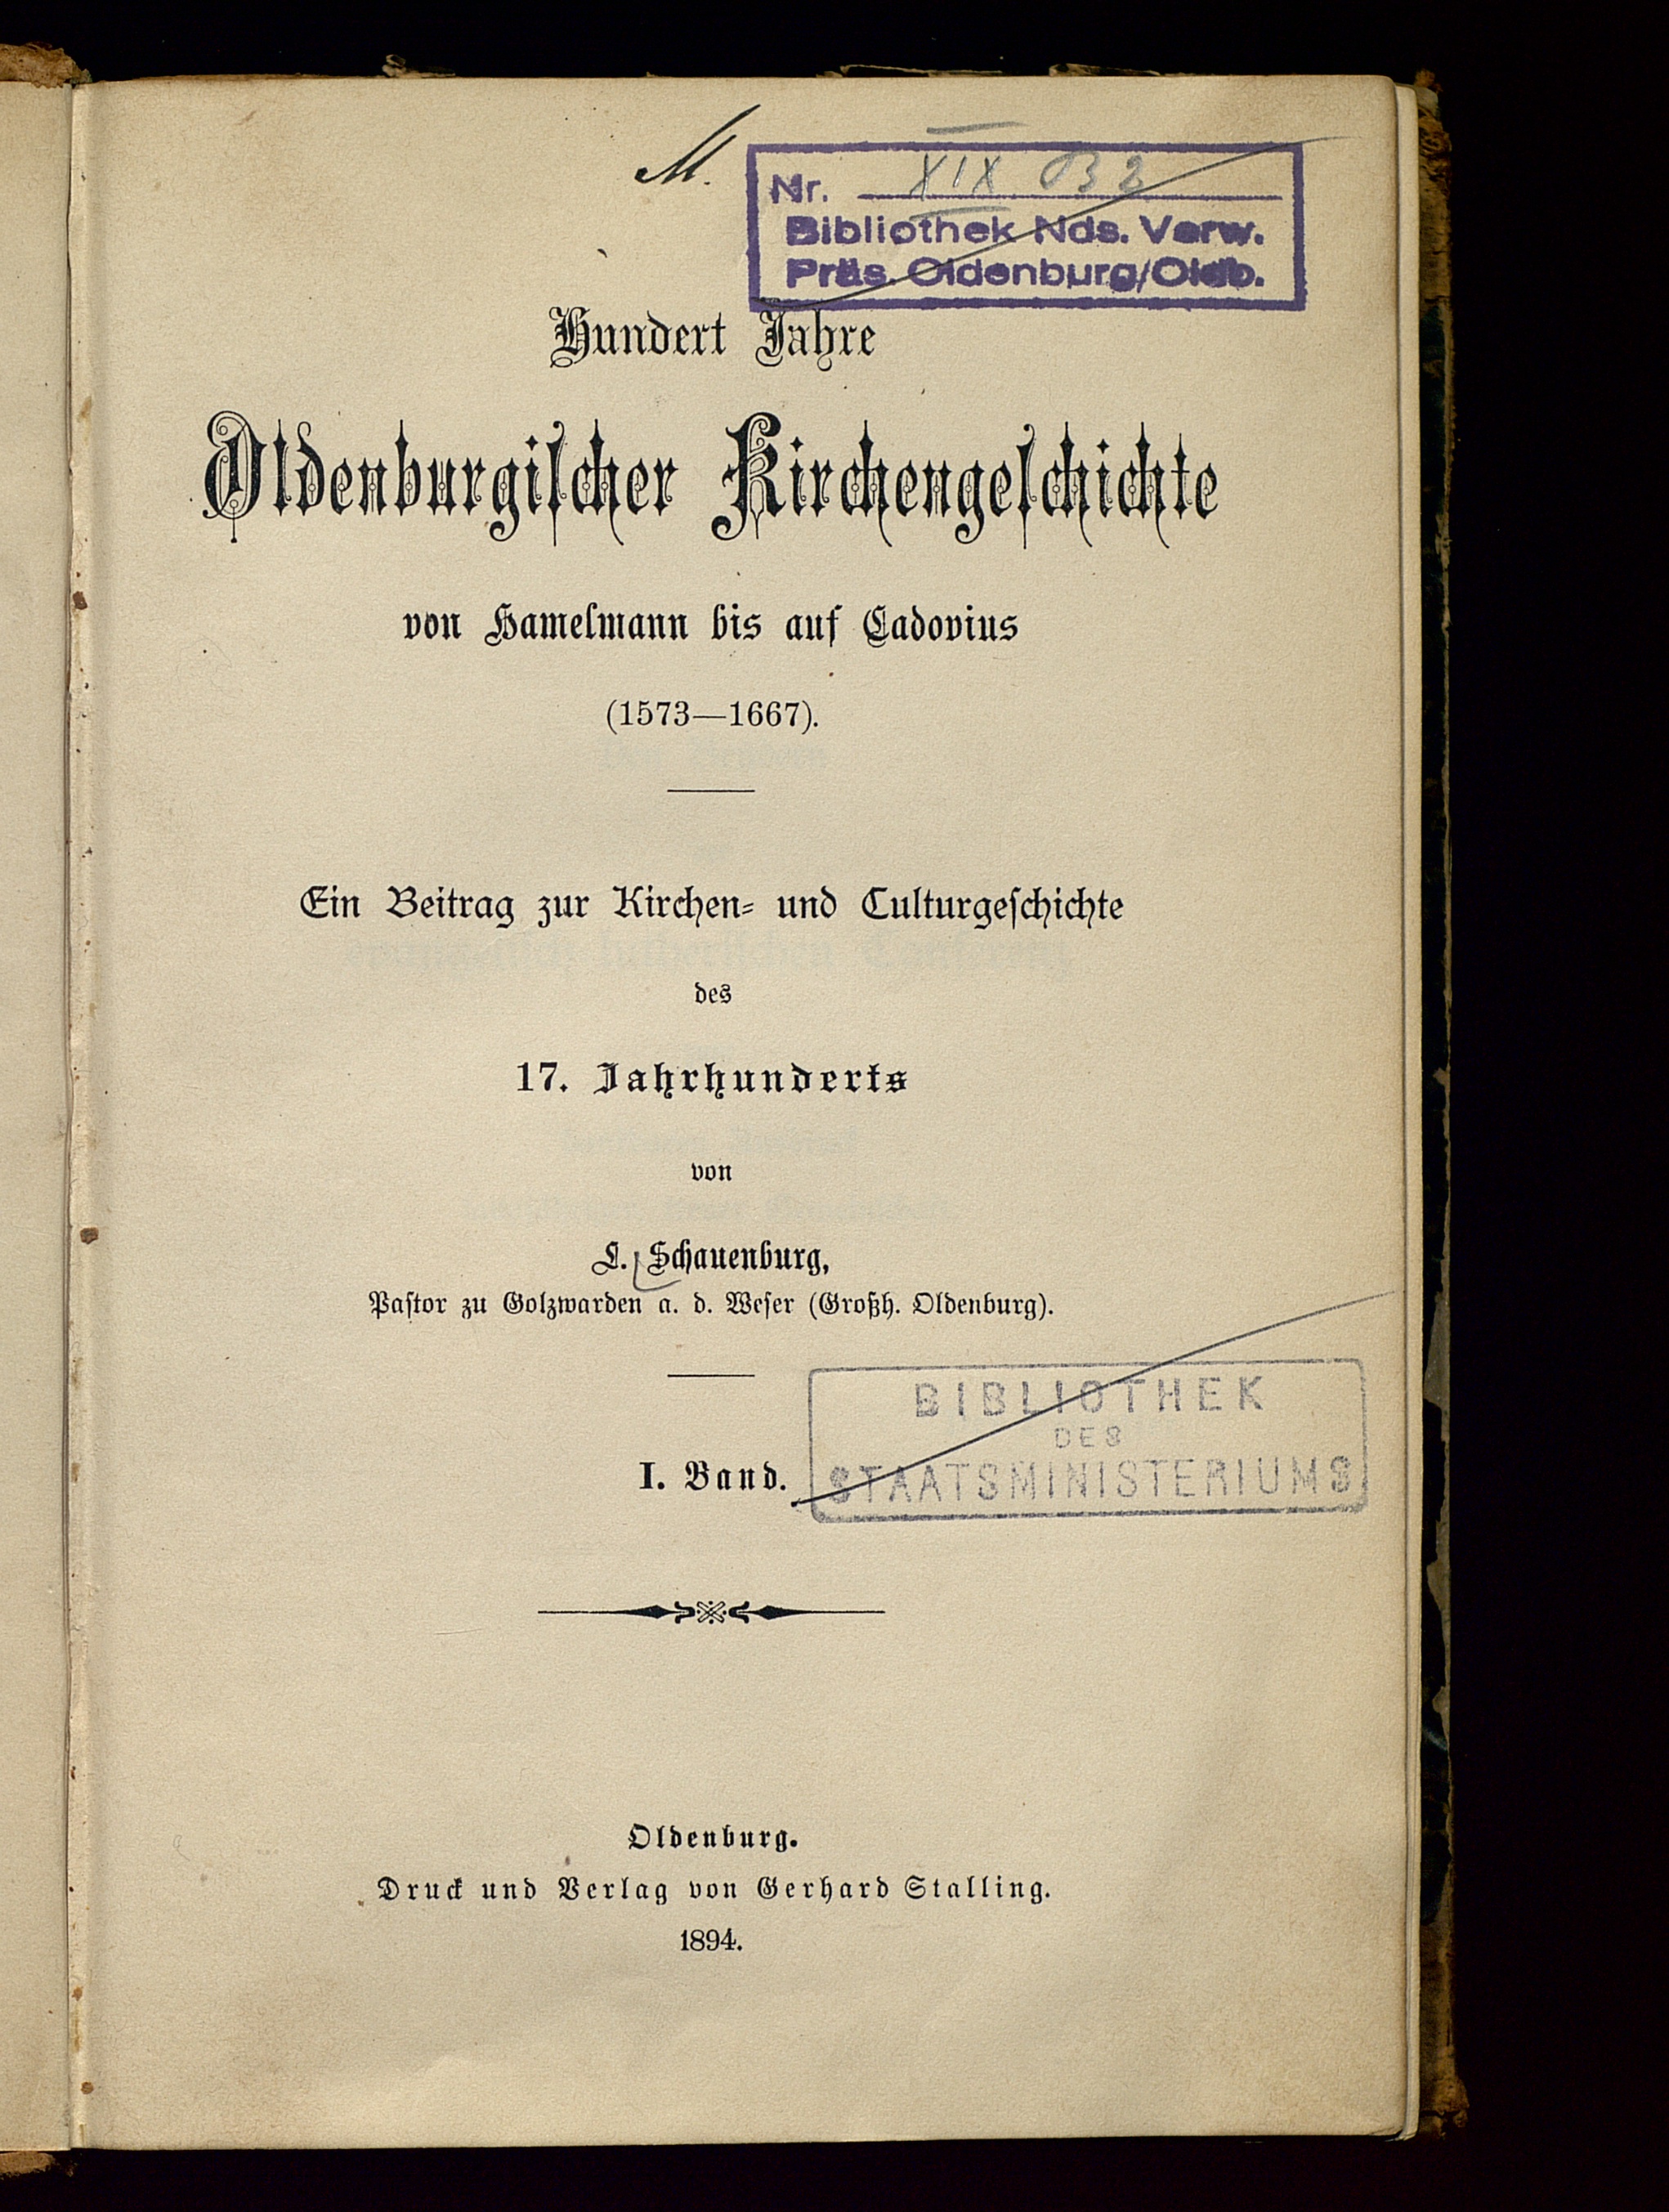 M.
Nr. XIX B 2
Bibliothek Nds. Verw.
Präs. Oldenburg/Oldb.
Hundert Jahre
Oldenburgiſcher Kirchengeſchichte
von Hamelmann bis auf Cadovius
(1573—1667).
Ein Beitrag zur Kirchen- und Culturgeſchichte
des
17. Jahrhunderts
von
L. Schauenburg,
Paſtor zu Golzwarden a. d. Weſer (Großh. Oldenburg).
BIBLIOTHEK
DES
STAATSMINISTERIUMS
I. Band.
Oldenburg.
Druck und Verlag von Gerhard Stalling.
1894.